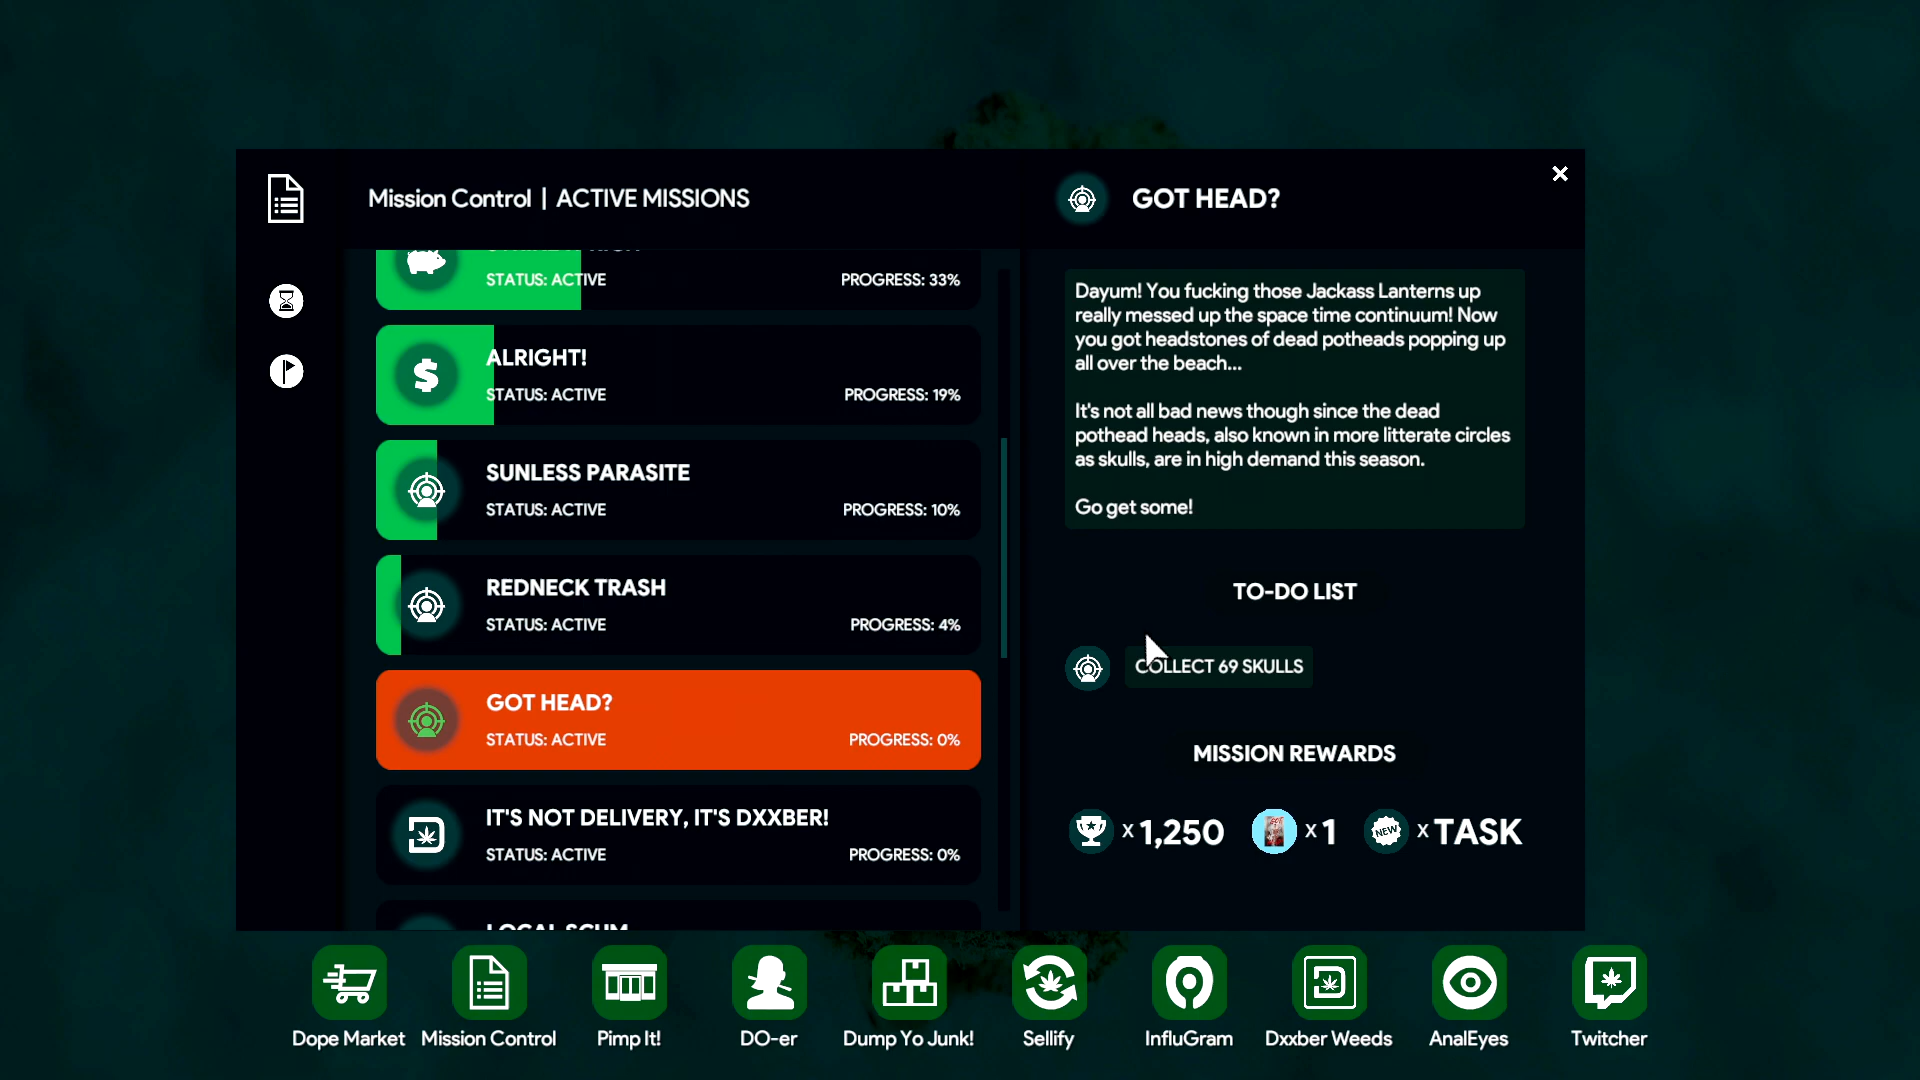 Mission Control | ACTIVE MISSIONS
STATUS: ACTIVE PROGRESS: 33%
ALRIGHT!
STATUS: ACTIVE PROGRESS: 19%
SUNLESS PARASITE
STATUS: ACTIVE PROGRESS: 10%
REDNECK TRASH
STATUS: ACTIVE PROGRESS: 4%
GOT HEAD?
STATUS: ACTIVE PROGRESS: 0%
IT'S NOT DELIVERY, IT'S DXXBER!
STATUS: ACTIVE PROGRESS: 0%
LOCAL SCUM
GOT HEAD?
Dayum! You fucking those Jackass Lanterns up
really messed up the space time continuum! Now
you got headstones of dead potheads popping up
all over the beach...
It's not all bad news though since the dead
pothead heads, also known in more litterate circles
as skulls, are in high demand this season.
Go get some!
TO-DO LIST
COLLECT 69 SKULLS
MISSION REWARDS
x 1,250 x 1 NEW x TASK
Dope Market Mission Control Pimp It! DO-er Dump Yo Junk! Sellify InfluGram Dxxber Weeds AnalEyes Twitcher